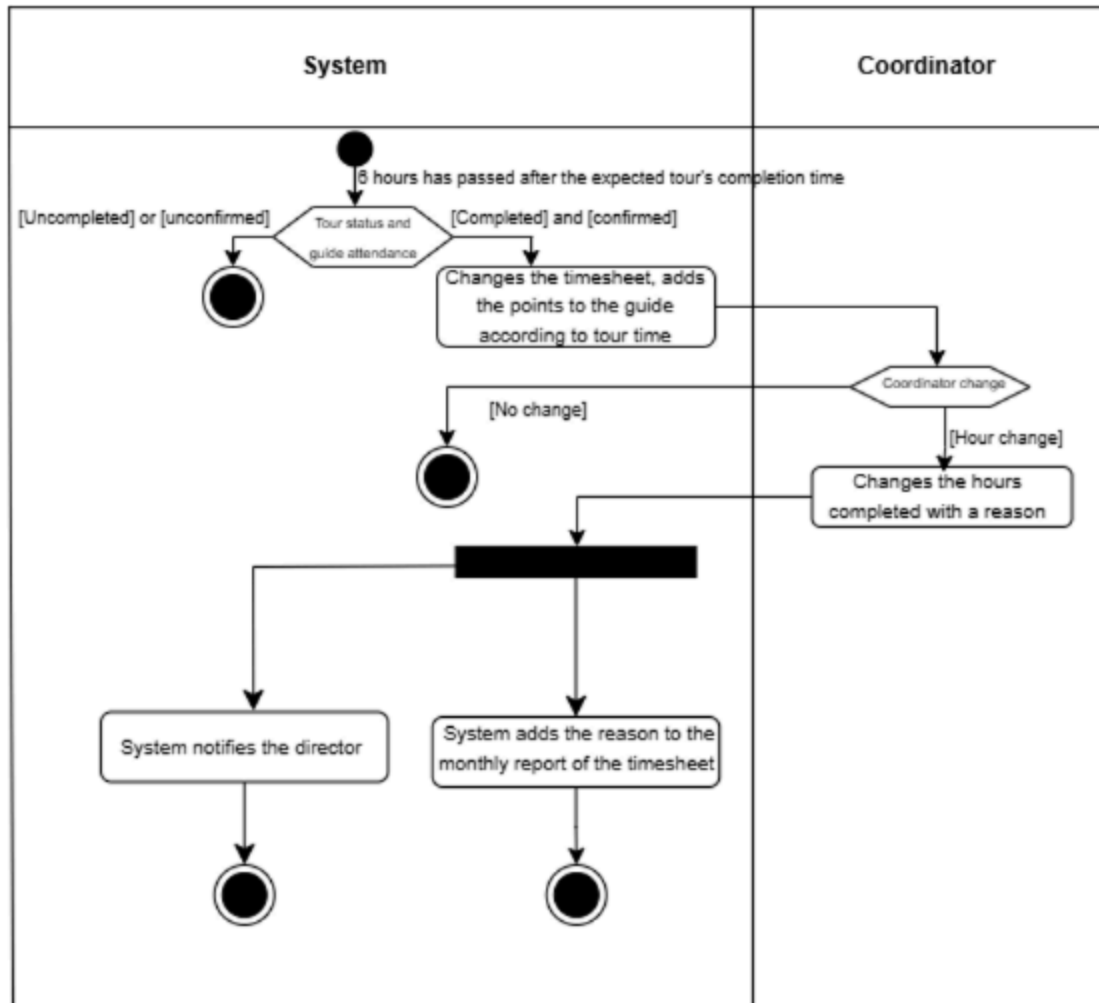 System
Coordinator
6 hours has passed after the expected tour's completion time
[Uncompleted] or [unconfirmed]
[Completed] and [confirmed]
Tour status and
guide attendance
Changes the timesheet, adds
the points to the guide
according to tour time
Coordinator change
[No change]
[Hour change]
Changes the hours
completed with a reason
System notifies the director
System adds the reason to the
monthly report of the timesheet